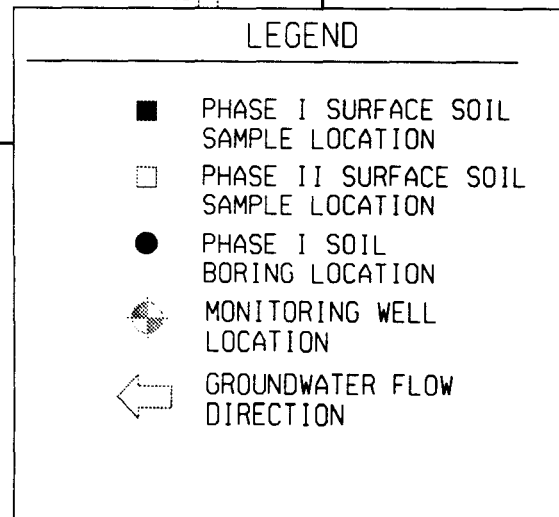 LEGEND
PHASE I SURFACE SOIL
SAMPLE LOCATION
PHASE II SURFACE SOIL
SAMPLE LOCATION
PHASE I SOIL
BORING LOCATION
MONITORING WELL
LOCATION
GROUNDWATER FLOW
DIRECTION